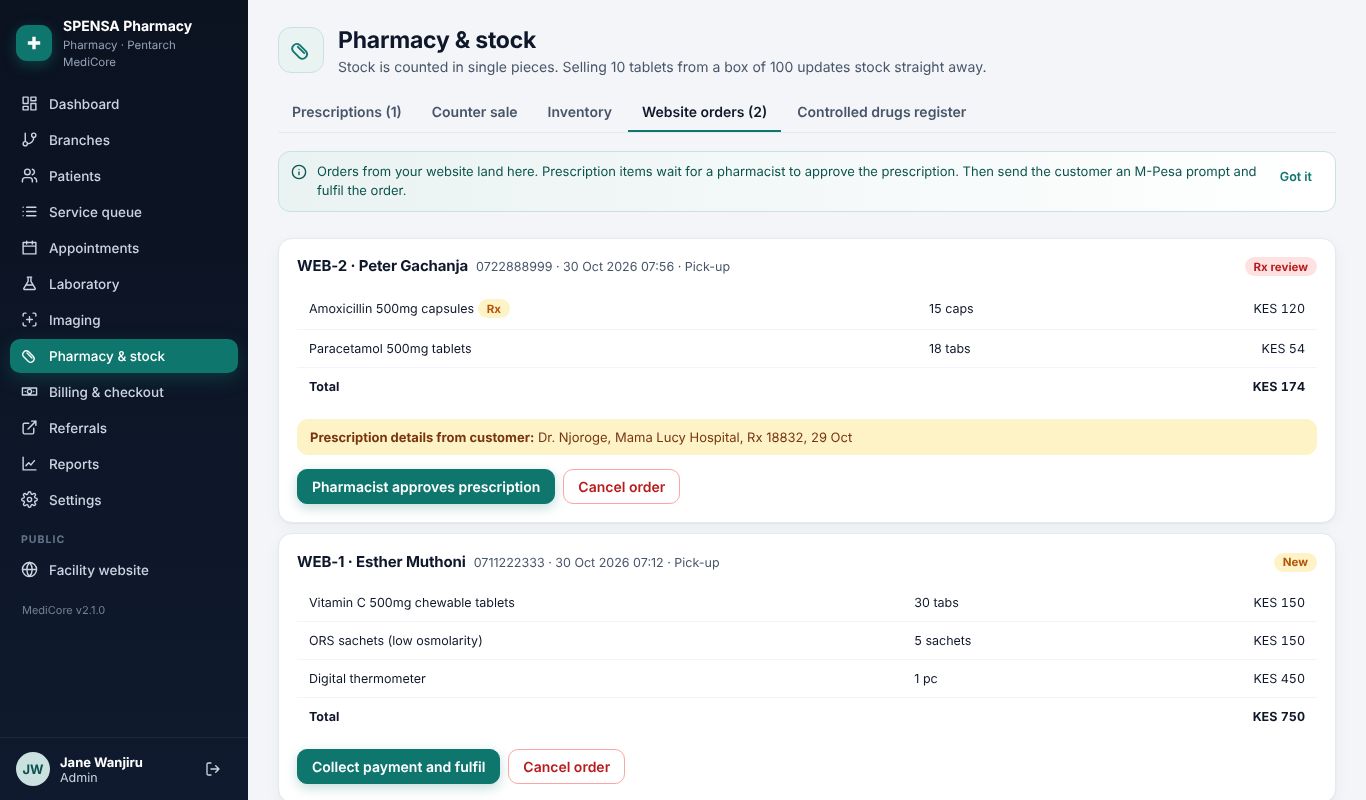 SPENSA Pharmacy
Pharmacy · Pentarch
MediCore
Dashboard
Branches
Patients
Service queue
Appointments
Laboratory
Imaging
Pharmacy & stock
Billing & checkout
Referrals
Reports
Settings
PUBLIC
Facility website
MediCore v2.1.0
JW
Jane Wanjiru
Admin
Pharmacy & stock
Stock is counted in single pieces. Selling 10 tablets from a box of 100 updates stock straight away.
Prescriptions (1) Counter sale Inventory Website orders (2) Controlled drugs register
Orders from your website land here. Prescription items wait for a pharmacist to approve the prescription. Then send the customer an M-Pesa prompt and
fulfil the order.
Got it
WEB-2 · Peter Gachanja 0722888999 · 30 Oct 2026 07:56 · Pick-up Rx review
Amoxicillin 500mg capsules Rx 15 caps KES 120
Paracetamol 500mg tablets 18 tabs KES 54
Total KES 174
Prescription details from customer: Dr. Njoroge, Mama Lucy Hospital, Rx 18832, 29 Oct
Pharmacist approves prescription Cancel order
WEB-1 · Esther Muthoni 0711222333 · 30 Oct 2026 07:12 · Pick-up New
Vitamin C 500mg chewable tablets 30 tabs KES 150
ORS sachets (low osmolarity) 5 sachets KES 150
Digital thermometer 1 pc KES 450
Total KES 750
Collect payment and fulfil Cancel order